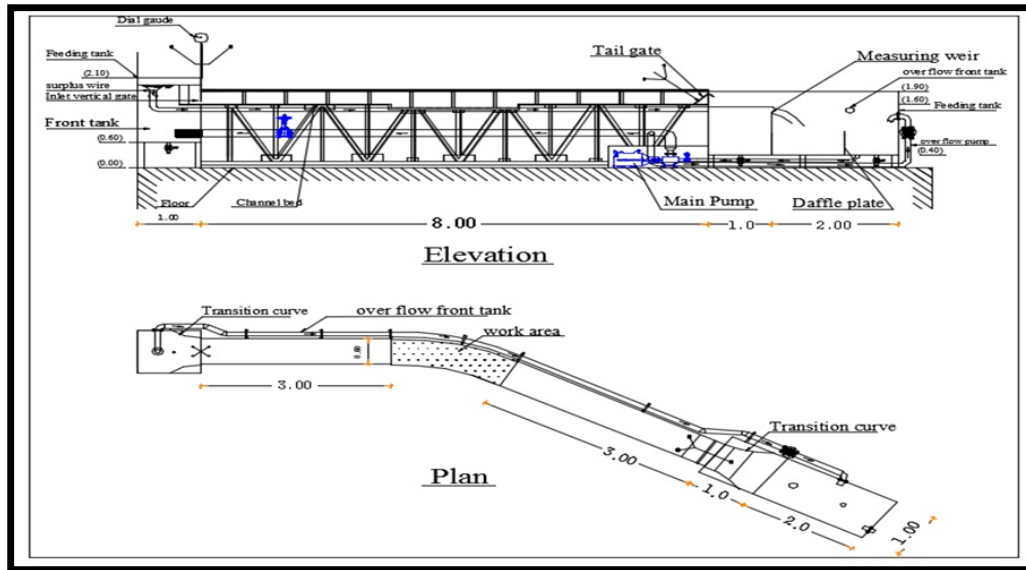 Dial gaude
Feeding tank
(2.10)
surplus wire
Inlet vertical gate
Front tank
(0.60)
(0.00)
Tail gate
Measuring weir
over flow front tank
(1.90)
(1.60)
Feeding tank
over flow pump
(0.40)
Floor
Channel bed
Main Pump
Daffle plate
1.00
8.00
1.0
2.00
Elevation
Transition curve
over flow front tank
work area
3.00
Transition curve
3.00
1.0
2.0
1.00
Plan